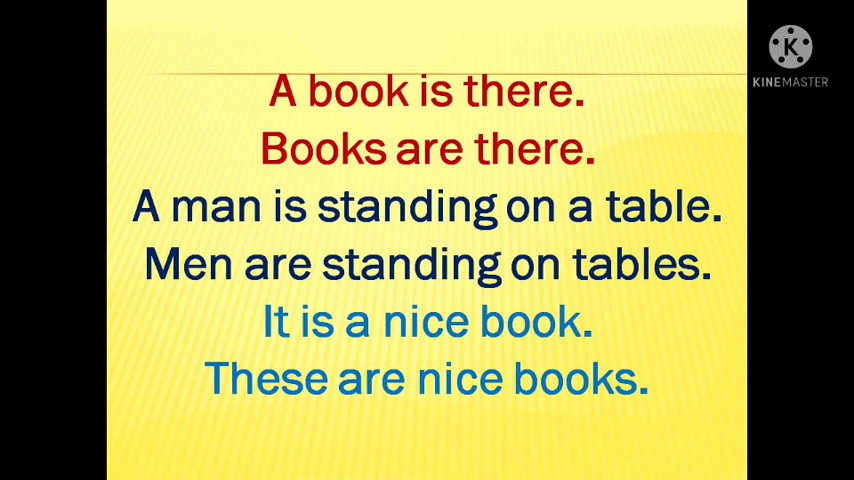 A book is there.
Books are there.
A man is standing on a table.
Men are standing on tables.
It is a nice book.
These are nice books.
K
KINEMASTER